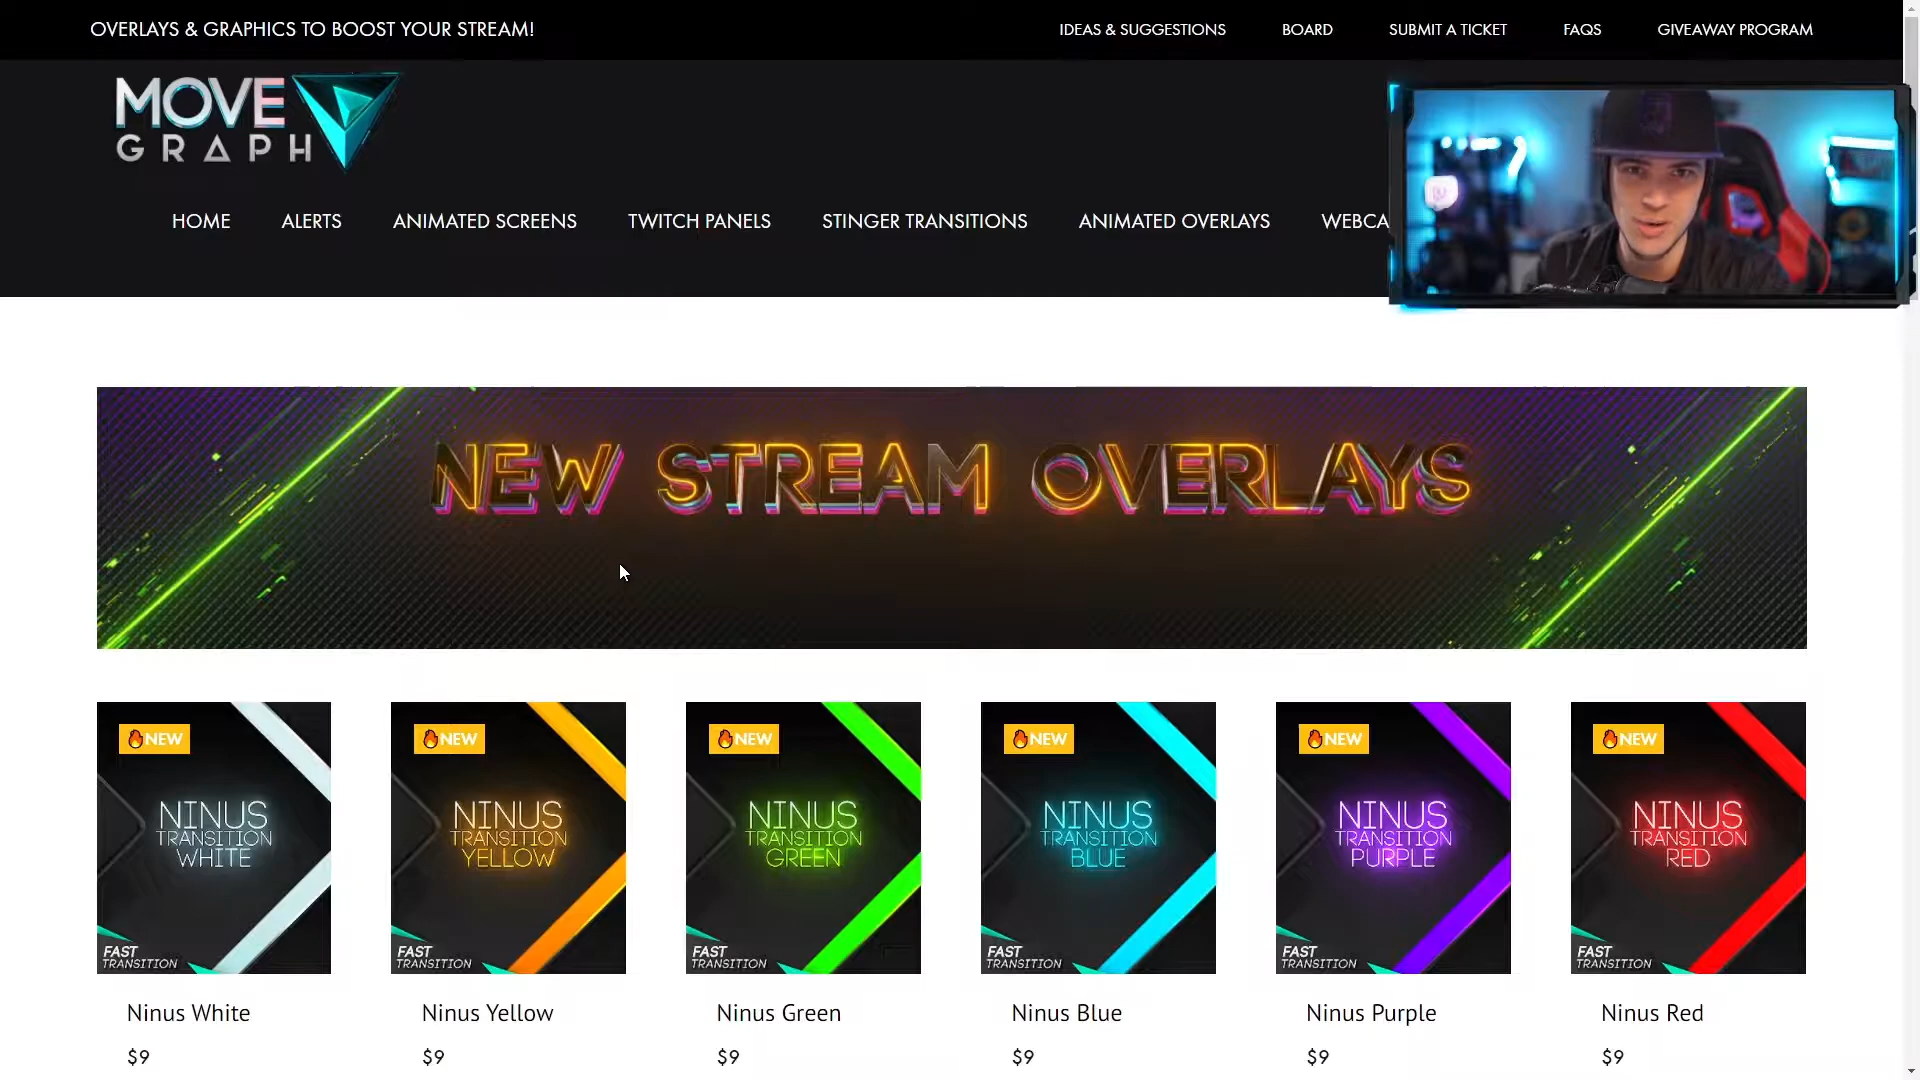 OVERLAYS & GRAPHICS TO BOOST YOUR STREAM!
IDEAS & SUGGESTIONS
BOARD
SUBMIT A TICKET
FAQS
GIVEAWAY PROGRAM
MOVE
GRAPH
HOME
ALERTS
ANIMATED SCREENS
TWITCH PANELS
STINGER TRANSITIONS
ANIMATED OVERLAYS
WEBCA
NEW STREAM OVERLAYS
🔥NEW
NINUS
TRANSITION
WHITE
FAST
TRANSITION
Ninus White
$9
🔥NEW
NINUS
TRANSITION
YELLOW
FAST
TRANSITION
Ninus Yellow
$9
🔥NEW
NINUS
TRANSITION
GREEN
FAST
TRANSITION
Ninus Green
$9
🔥NEW
NINUS
TRANSITION
BLUE
FAST
TRANSITION
Ninus Blue
$9
🔥NEW
NINUS
TRANSITION
PURPLE
FAST
TRANSITION
Ninus Purple
$9
🔥NEW
NINUS
TRANSITION
RED
FAST
TRANSITION
Ninus Red
$9